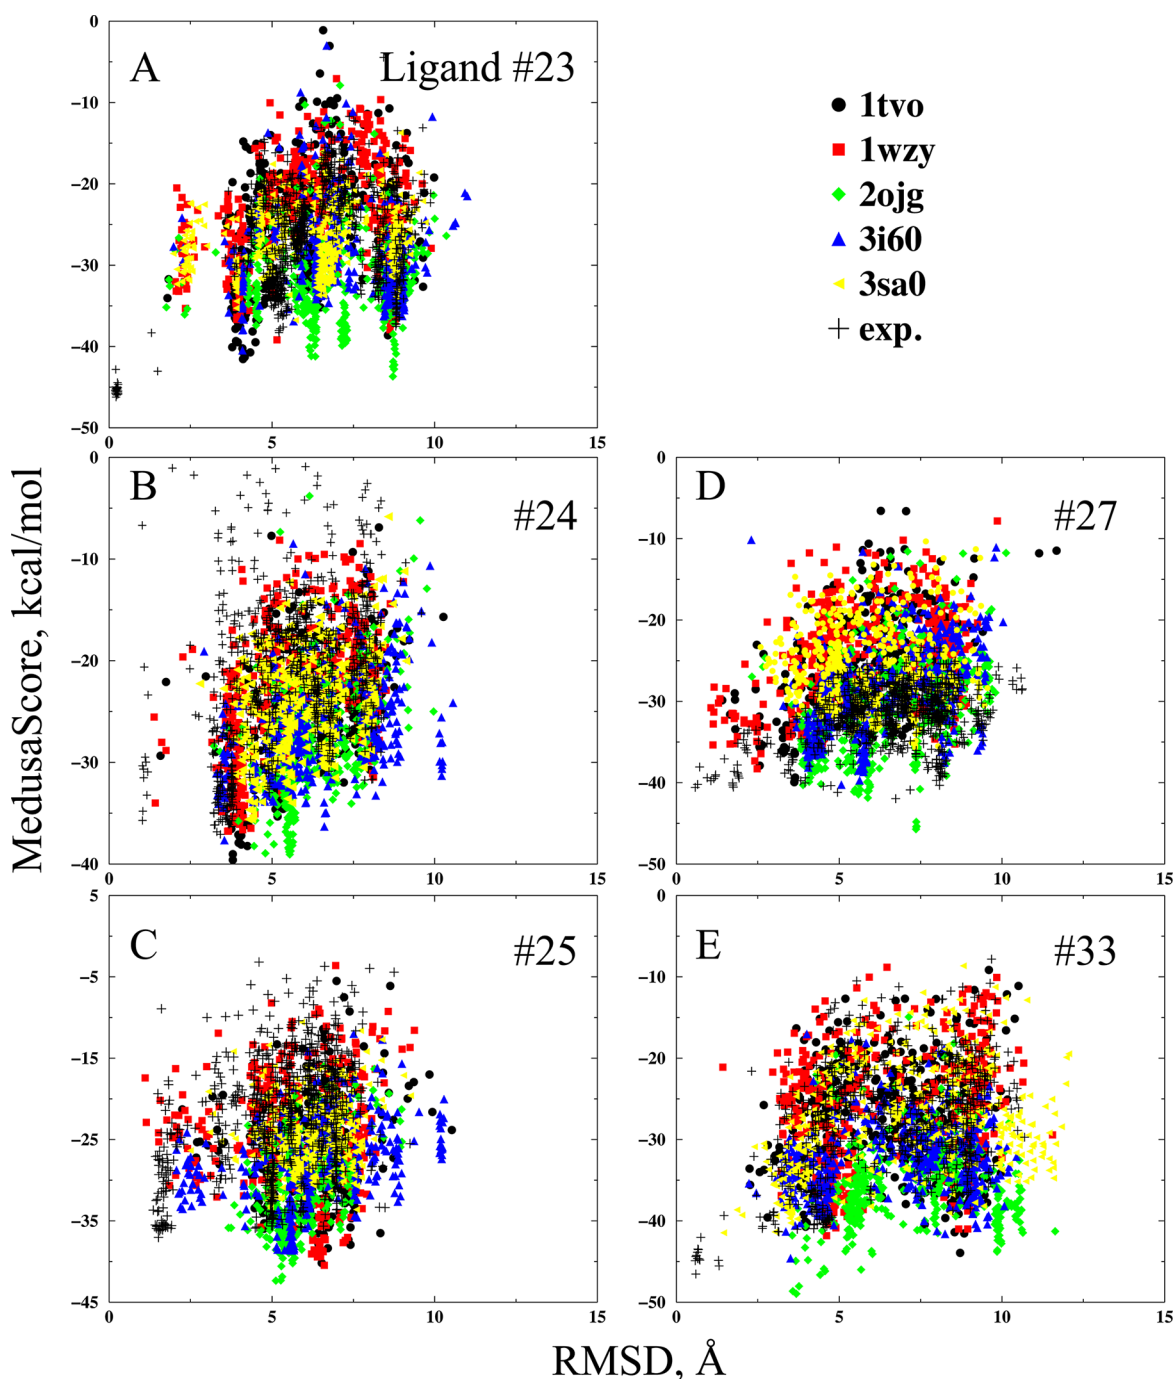 A
Ligand #23
0
−10
−20
−30
−40
−50
0 5 10 15
1tvo
1wzy
2ojg
3i60
3sa0
exp.
MedusaScore, kcal/mol
B
#24
0
−10
−20
−30
−40
0 5 10 15
D
#27
0
−10
−20
−30
−40
−50
0 5 10 15
C
#25
5
−5
−15
−25
−35
−45
0 5 10 15
E
#33
0
−10
−20
−30
−40
−50
0 5 10 15
RMSD, Å